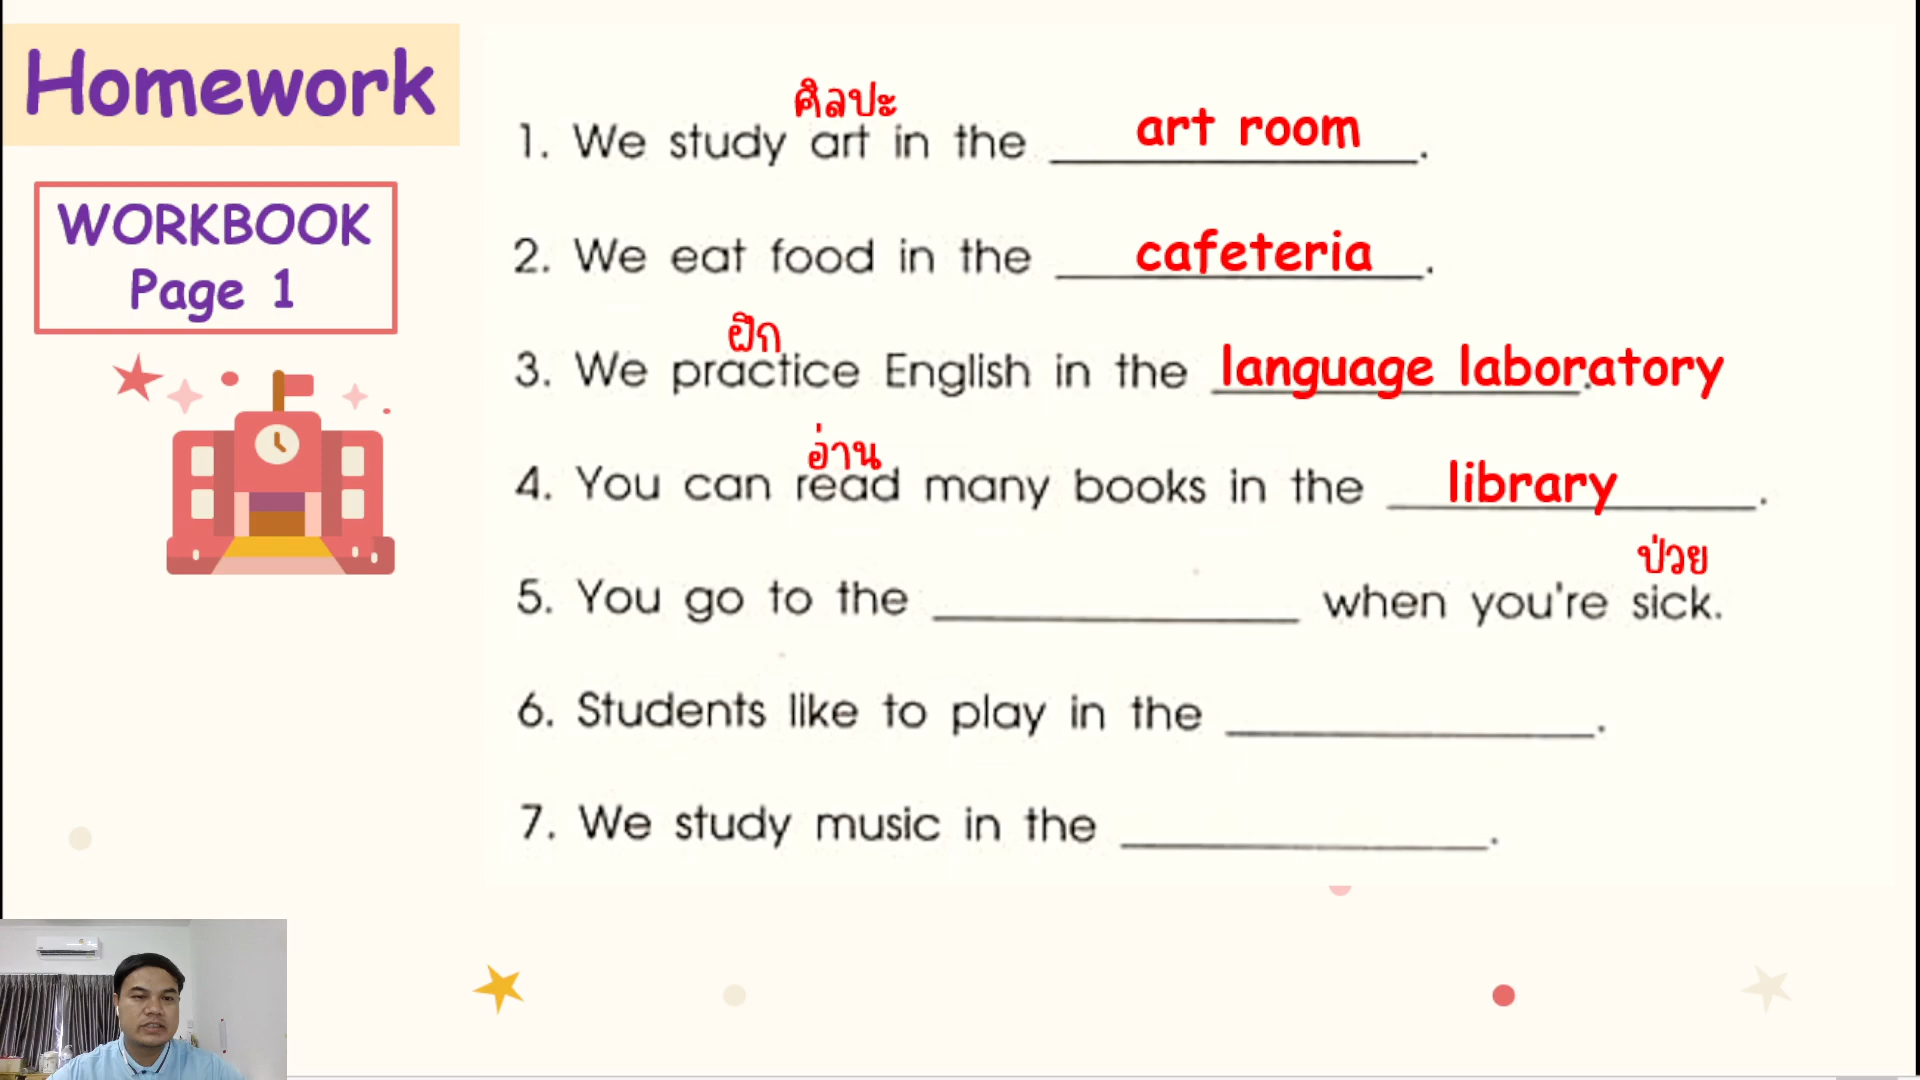 Homework
WORKBOOK
Page 1
ศิลปะ
1. We study art in the art room.
2. We eat food in the cafeteria.
ฝึก
3. We practice English in the language laboratory.
อ่าน
4. You can read many books in the library.
ป่วย
5. You go to the ____________ when you're sick.
6. Students like to play in the ____________.
7. We study music in the ____________.